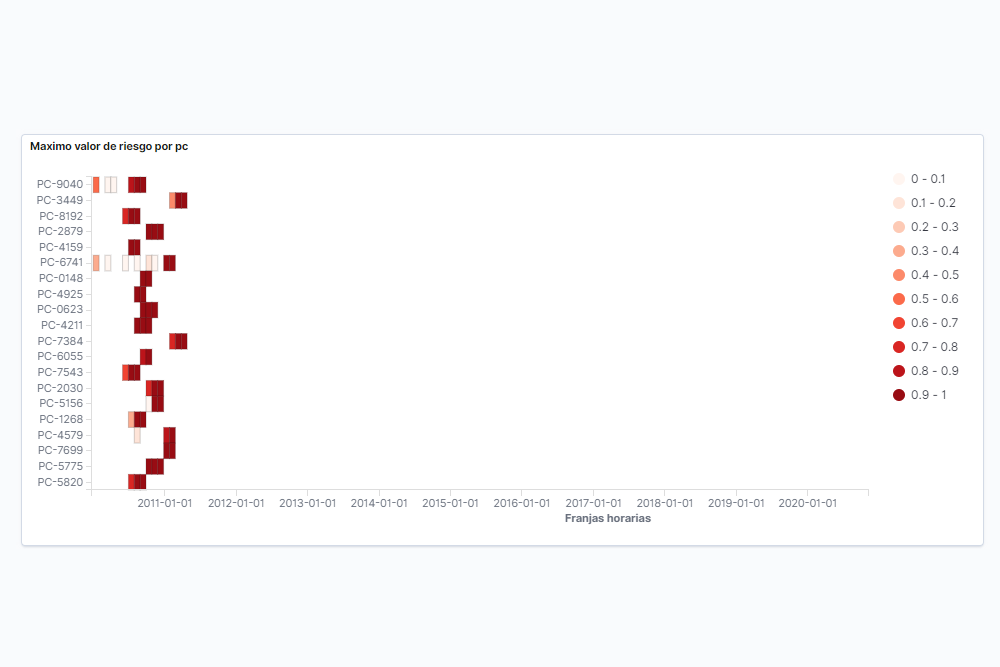 Maximo valor de riesgo por pc
PC-9040
PC-3449
PC-8192
PC-2879
PC-4159
PC-6741
PC-0148
PC-4925
PC-0623
PC-4211
PC-7384
PC-6055
PC-7543
PC-2030
PC-5156
PC-1268
PC-4579
PC-7699
PC-5775
PC-5820
2011-01-01 2012-01-01 2013-01-01 2014-01-01 2015-01-01 2016-01-01 2017-01-01 2018-01-01 2019-01-01 2020-01-01
Franjas horarias
0 - 0.1
0.1 - 0.2
0.2 - 0.3
0.3 - 0.4
0.4 - 0.5
0.5 - 0.6
0.6 - 0.7
0.7 - 0.8
0.8 - 0.9
0.9 - 1